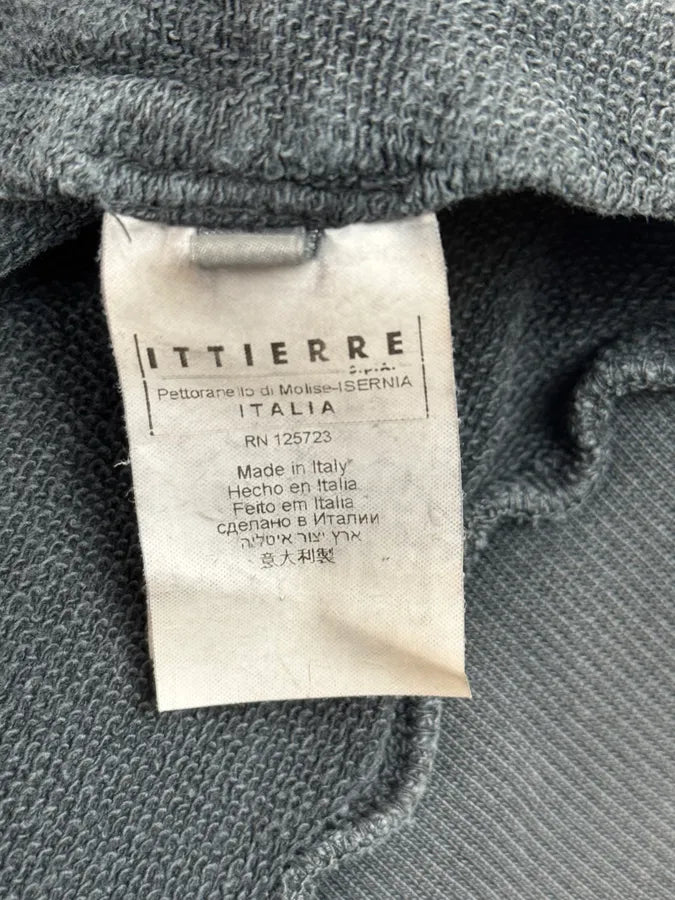 ITTIERRE
S.p.A.
Pettoranello di Molise-ISERNIA
ITALIA
RN 125723
Made in Italy
Hecho en Italia
Feito em Italia
сделано в Италии
ארץ יצור איטליה
意大利製